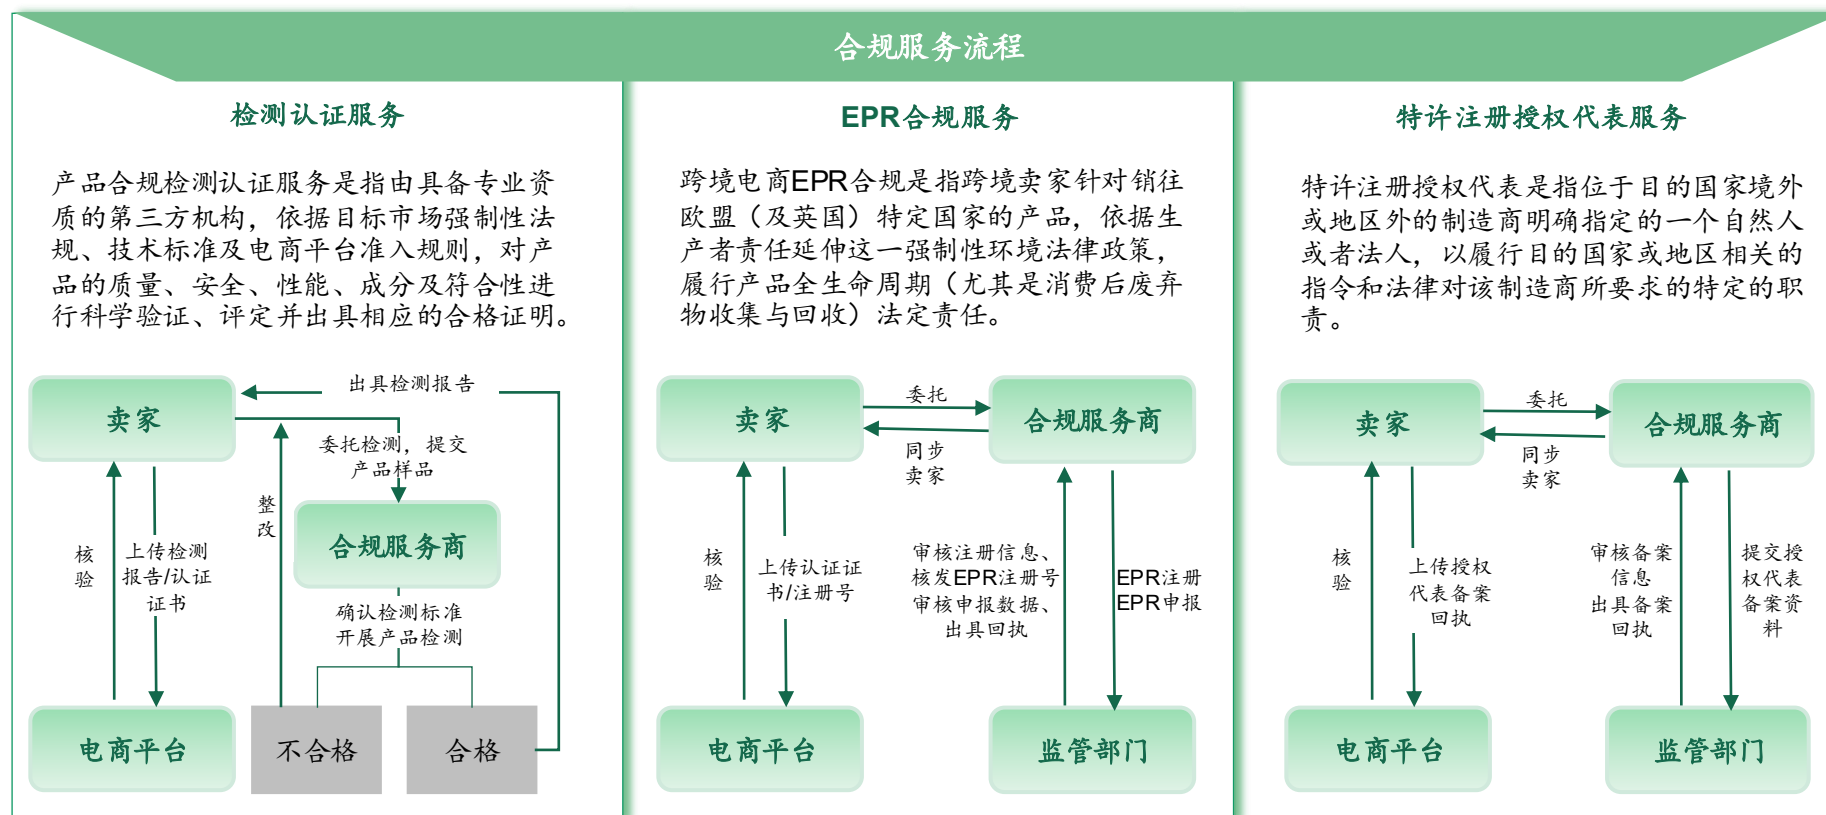 合规服务流程
检测认证服务
产品合规检测认证服务是指由具备专业资
质的第三方机构，依据目标市场强制性法
规、技术标准及电商平台准入规则，对产
品的质量、安全、性能、成分及符合性进
行科学验证、评定并出具相应的合格证明。
出具检测报告
卖家
委托检测，提交
产品样品
整
改
合规服务商
核
验
上传检测
报告/认证
证书
确认检测标准
开展产品检测
电商平台
不合格
合格
EPR合规服务
跨境电商EPR合规是指跨境卖家针对销往
欧盟（及英国）特定国家的产品，依据生
产者责任延伸这一强制性环境法律政策，
履行产品全生命周期（尤其是消费后废弃
物收集与回收）法定责任。
卖家
委托
合规服务商
同步
卖家
核
验
上传认证证
书/注册号
审核注册信息、
核发EPR注册号
审核申报数据、
出具回执
EPR注册
EPR申报
电商平台
监管部门
特许注册授权代表服务
特许注册授权代表是指位于目的国家境外
或地区外的制造商明确指定的一个自然人
或者法人，以履行目的国家或地区相关的
指令和法律对该制造商所要求的特定的职
责。
卖家
委托
合规服务商
同步
卖家
核
验
上传授权
代表备案
回执
审核备案
信息
出具备案
回执
提交授
权代表
备案资
料
电商平台
监管部门